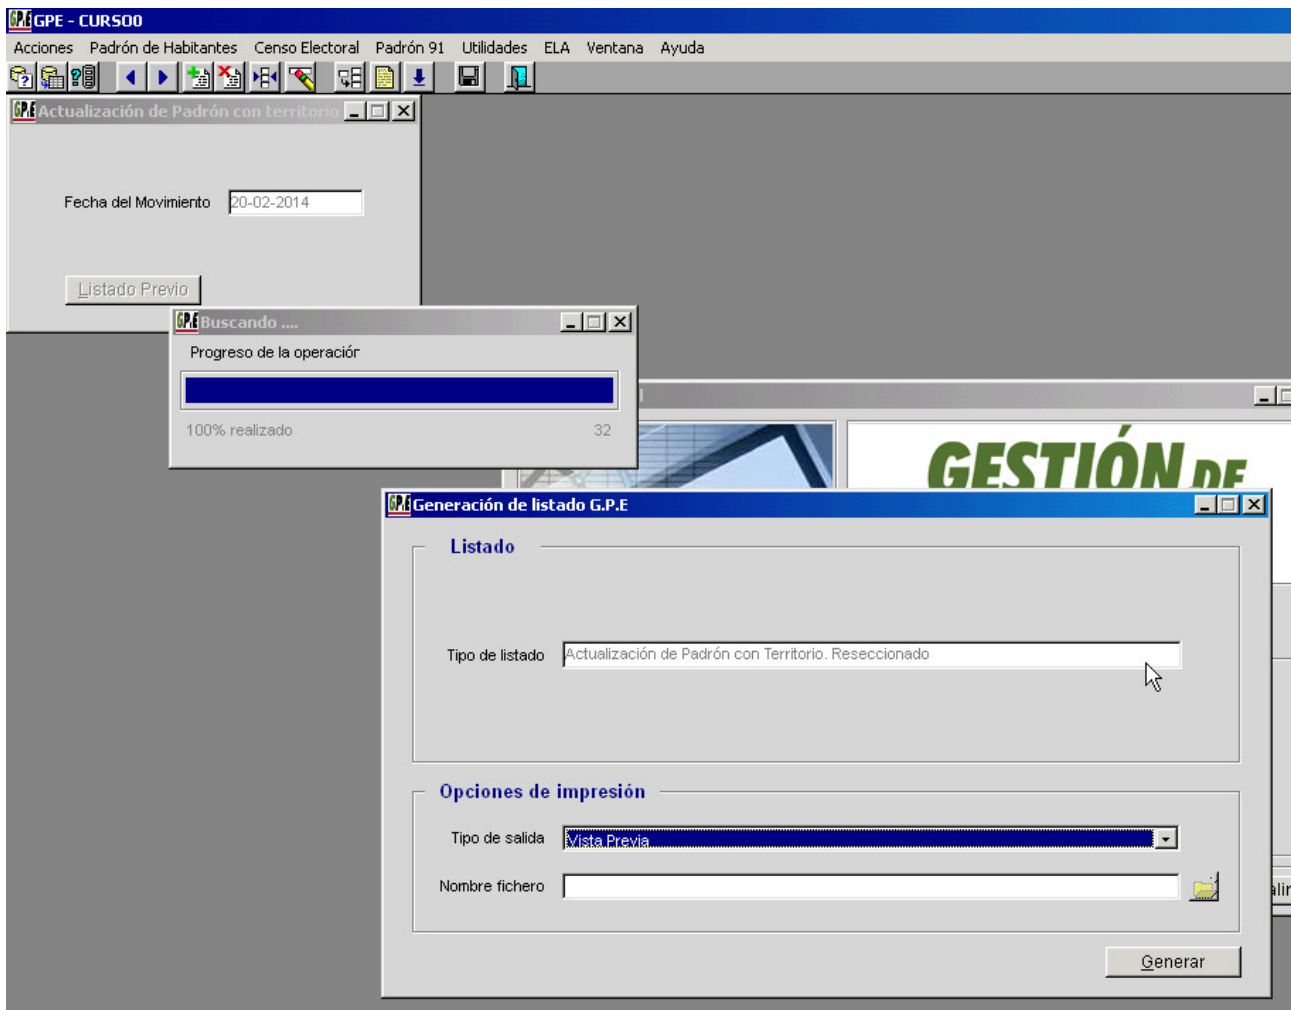 GPE - CURSO0
Acciones Padrón de Habitantes Censo Electoral Padrón 91 Utilidades ELA Ventana Ayuda
Actualización de Padrón con territorio
Fecha del Movimiento 20-02-2014
Listado Previo
Buscando ....
Progreso de la operación
100% realizado 32
GESTIÓN DE
Generación de listado G.P.E
Listado
Tipo de listado Actualización de Padrón con Territorio. Reseccionado
Opciones de impresión
Tipo de salida Vista Previa
Nombre fichero
Generar